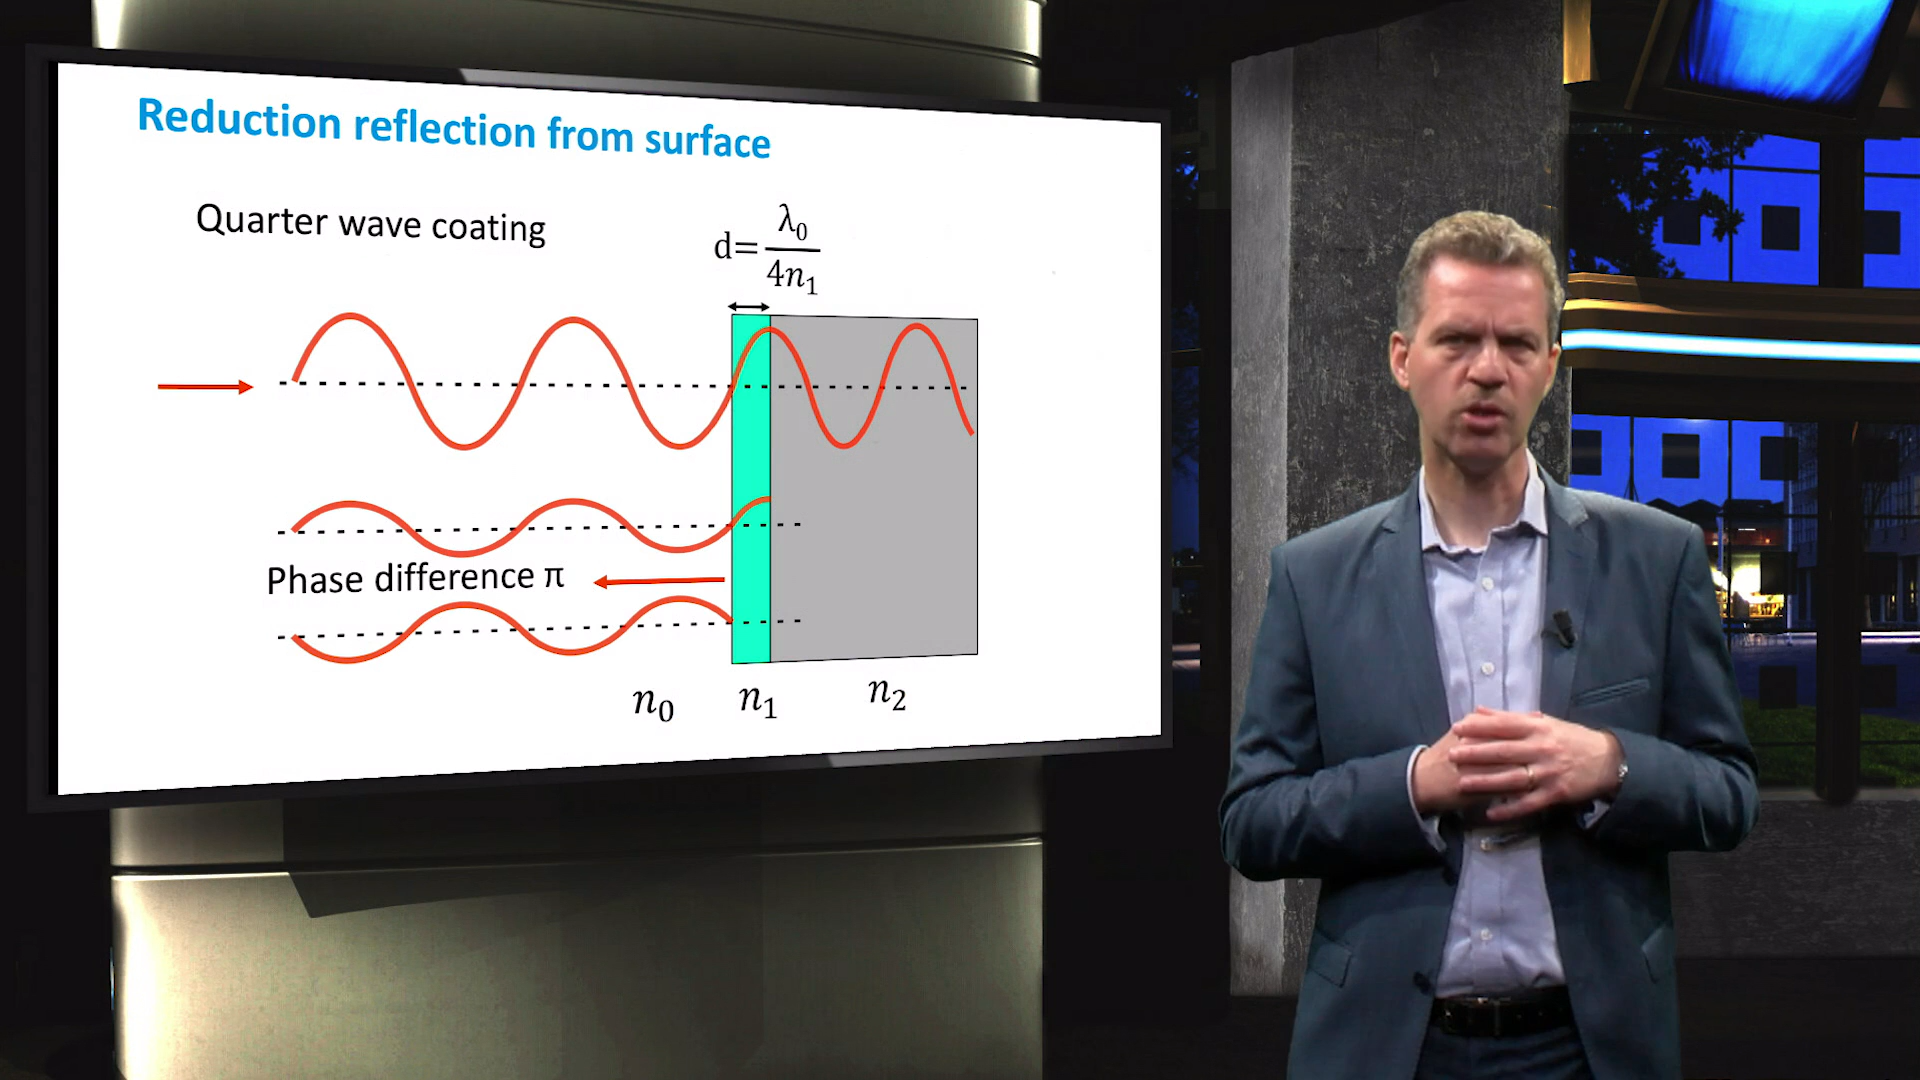 Reduction reflection from surface
Quarter wave coating
d=λ₀/4n₁
Phase difference π
n₀ n₁ n₂